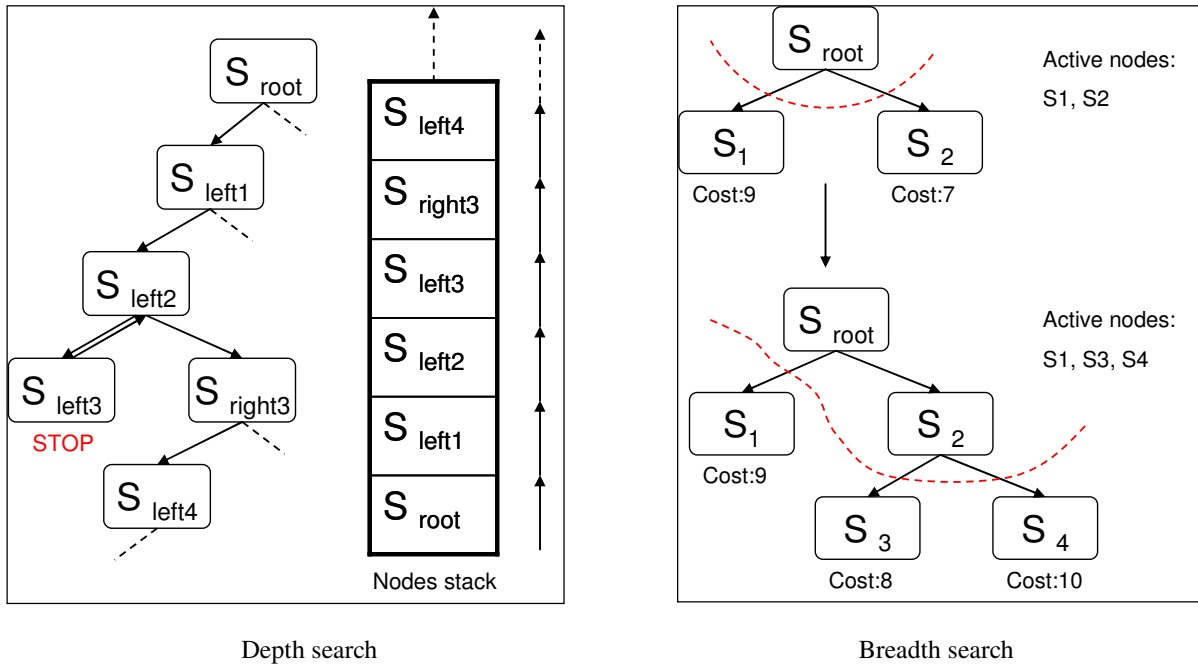 S root
S left1
S left2
S left3
STOP
S right3
S left4
S left4
S right3
S left3
S left2
S left1
S root
Nodes stack
Depth search
S root
Active nodes:
S1, S2
S1
S 2
Cost:9
Cost:7
S root
Active nodes:
S1, S3, S4
S1
S 2
Cost:9
S 3
S 4
Cost:8
Cost:10
Breadth search